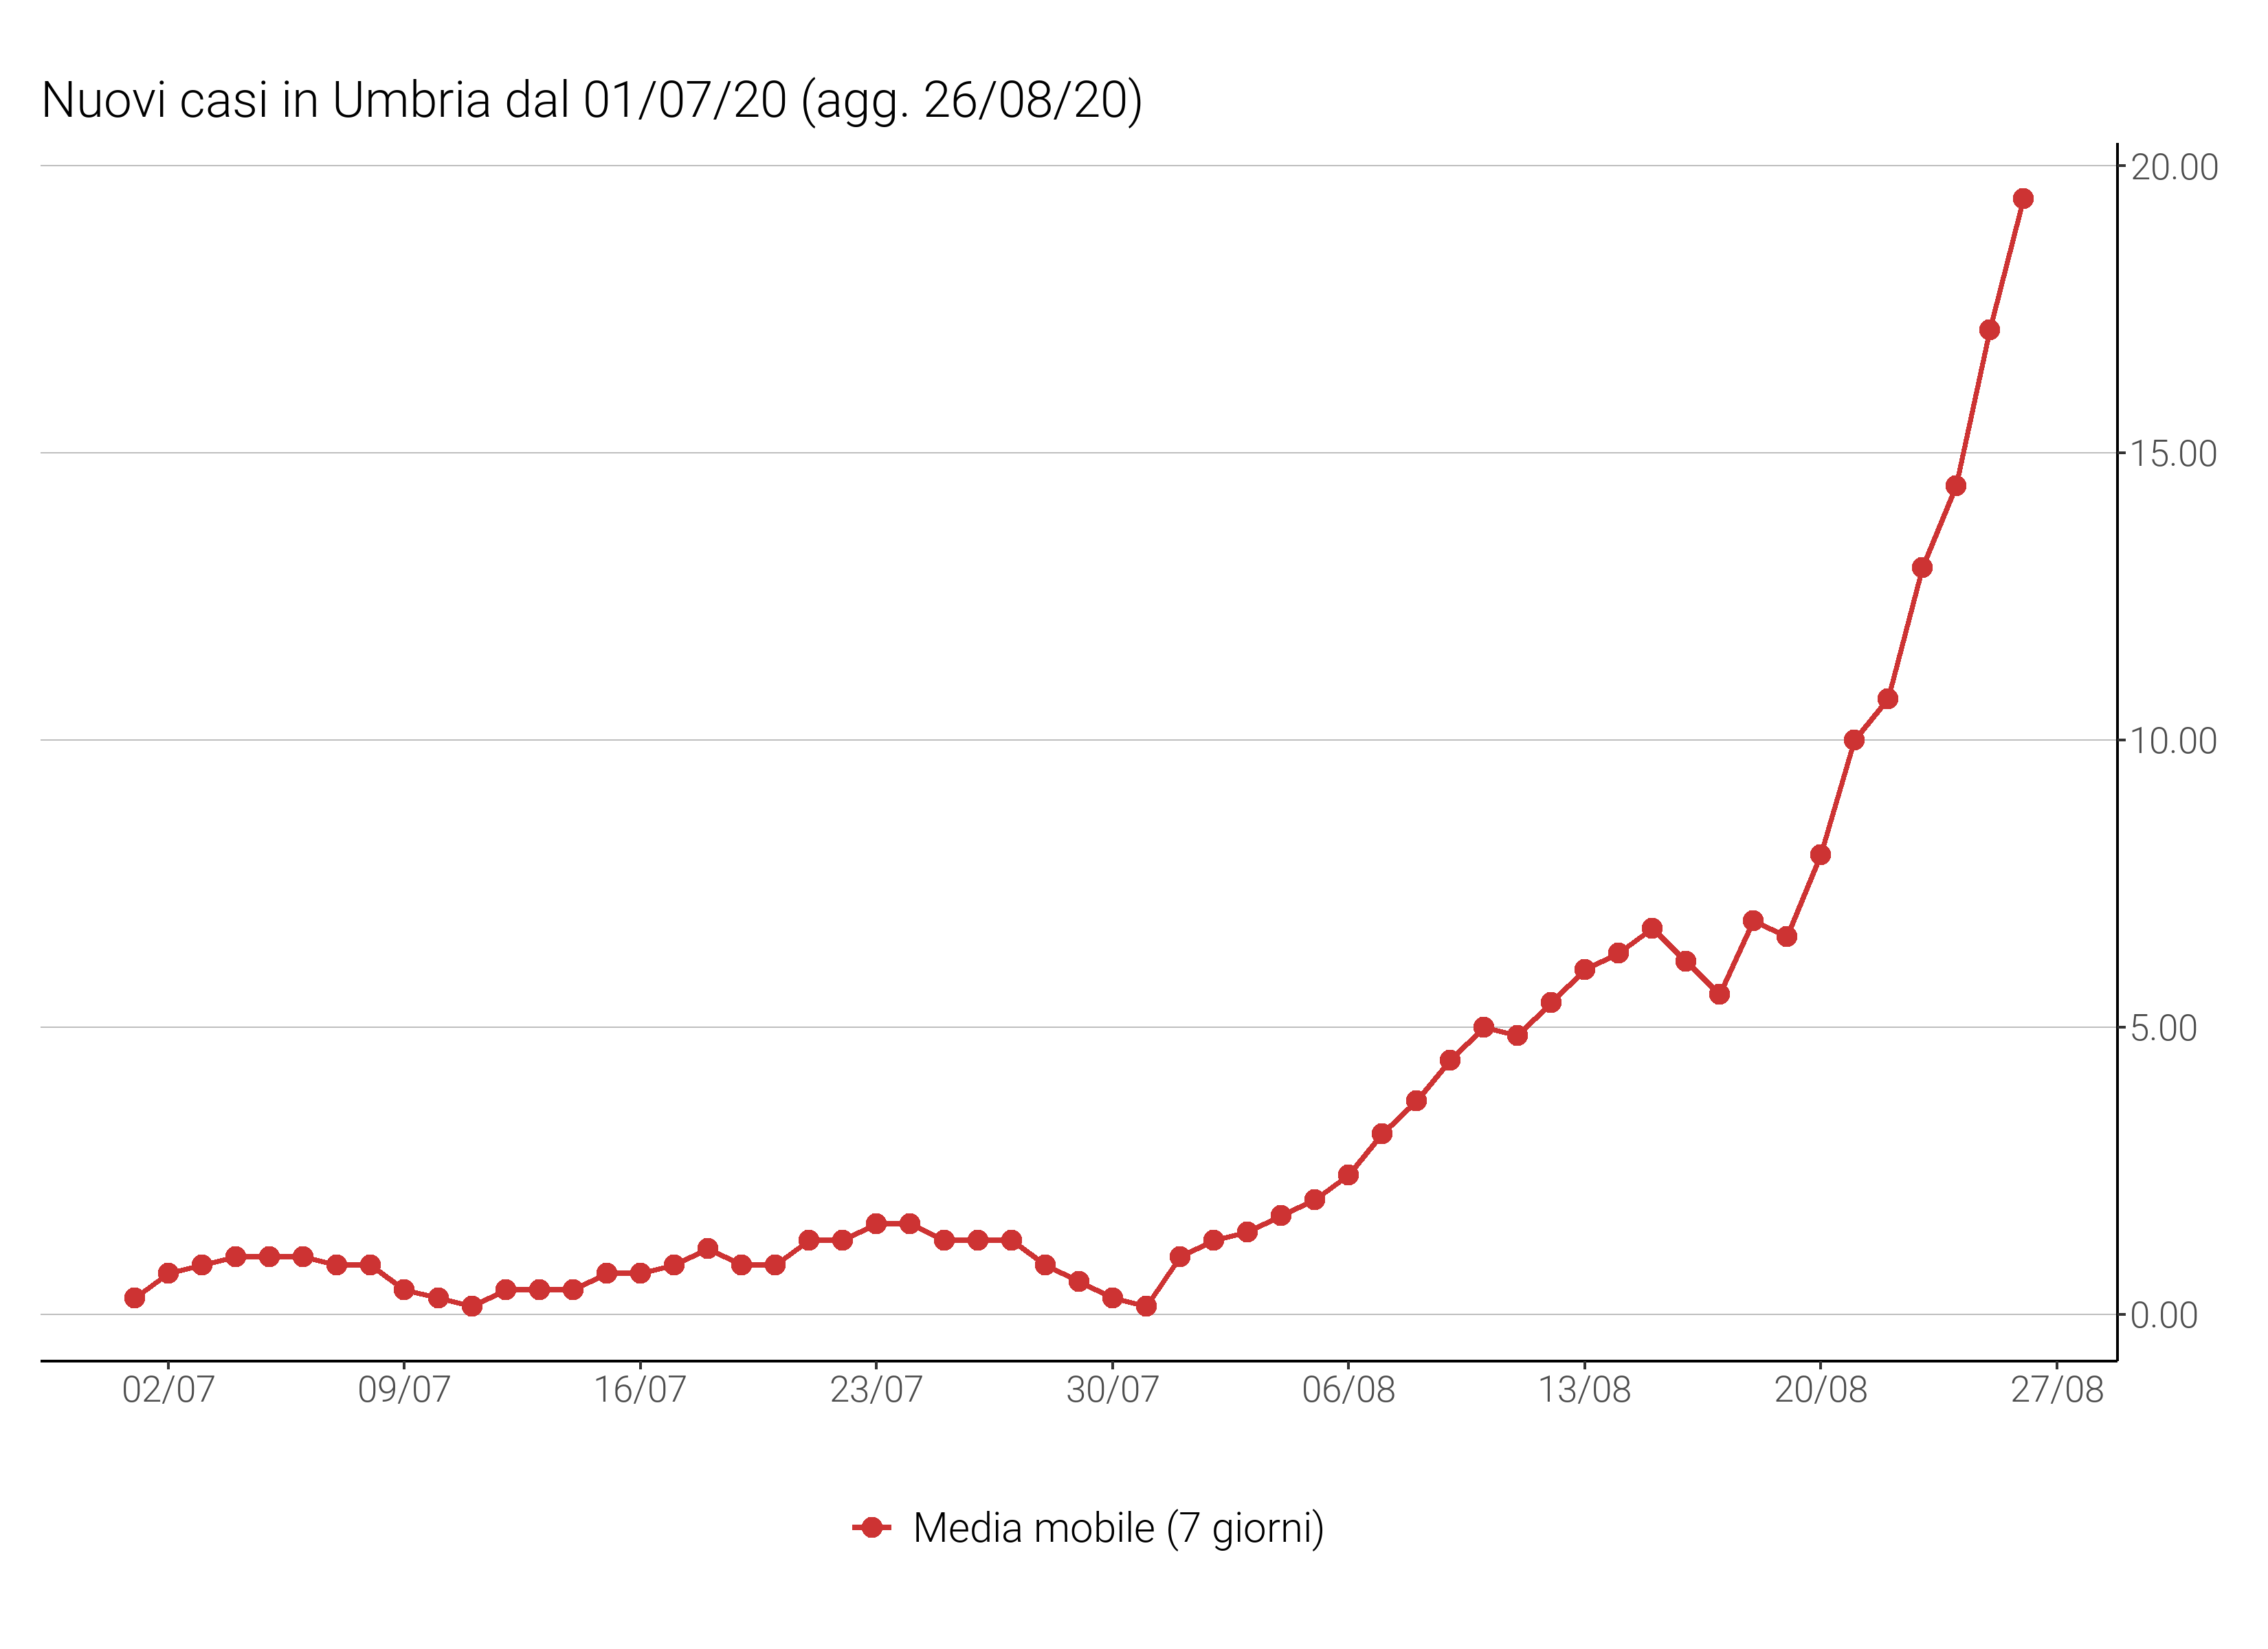 Nuovi casi in Umbria dal 01/07/20 (agg. 26/08/20)
20.00
15.00
10.00
5.00
0.00
02/07 09/07 16/07 23/07 30/07 06/08 13/08 20/08 27/08
Media mobile (7 giorni)